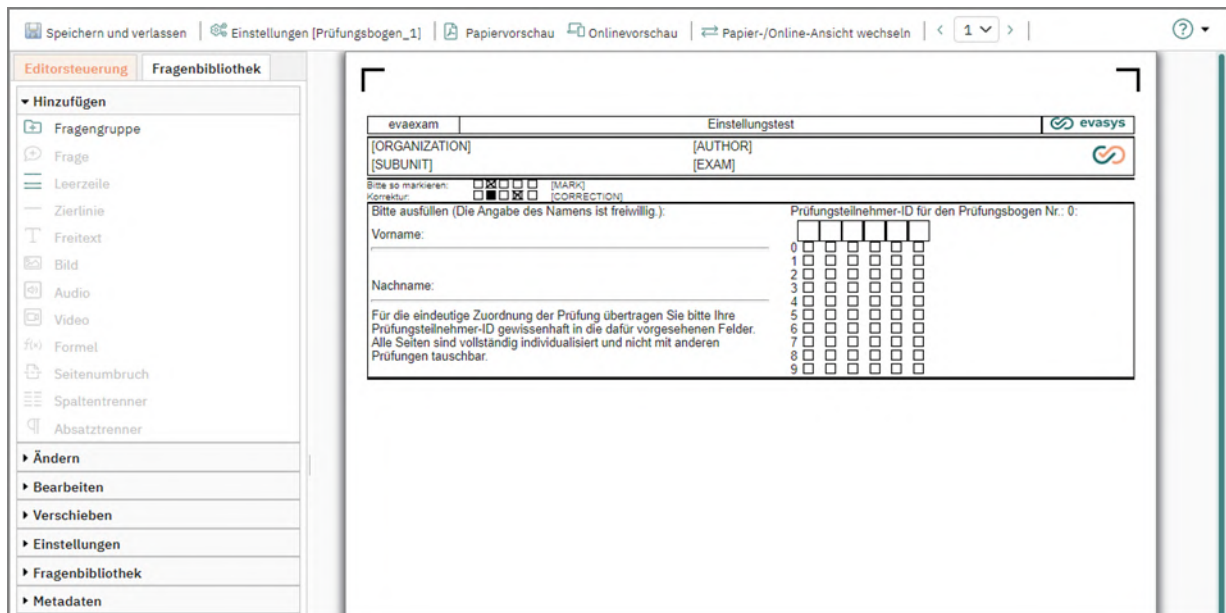 Speichern und verlassen Einstellungen [Prüfungsbogen_1] Papiervorschau Onlinevorschau Papier-/Online-Ansicht wechseln < 1 > ?
Editorsteuerung Fragenbibliothek
Hinzufügen
Fragengruppe
Frage
Leerzeile
Zierlinie
Freitext
Bild
Audio
Video
f(x) Formel
Seitenumbruch
Spaltentrenner
Absatztrenner
Ändern
Bearbeiten
Verschieben
Einstellungen
Fragenbibliothek
Metadaten
evaexam Einstellungstest evasys
[ORGANIZATION] [AUTHOR]
[SUBUNIT] [EXAM]
Bitte so markieren: [MARK]
Korrektur: [CORRECTION]
Bitte ausfüllen (Die Angabe des Namens ist freiwillig.): Prüfungsteilnehmer-ID für den Prüfungsbogen Nr.: 0:
Vorname:
Nachname:
Für die eindeutige Zuordnung der Prüfung übertragen Sie bitte Ihre
Prüfungsteilnehmer-ID gewissenhaft in die dafür vorgesehenen Felder.
Alle Seiten sind vollständig individualisiert und nicht mit anderen
Prüfungen tauschbar.
0
1
2
3
4
5
6
7
8
9